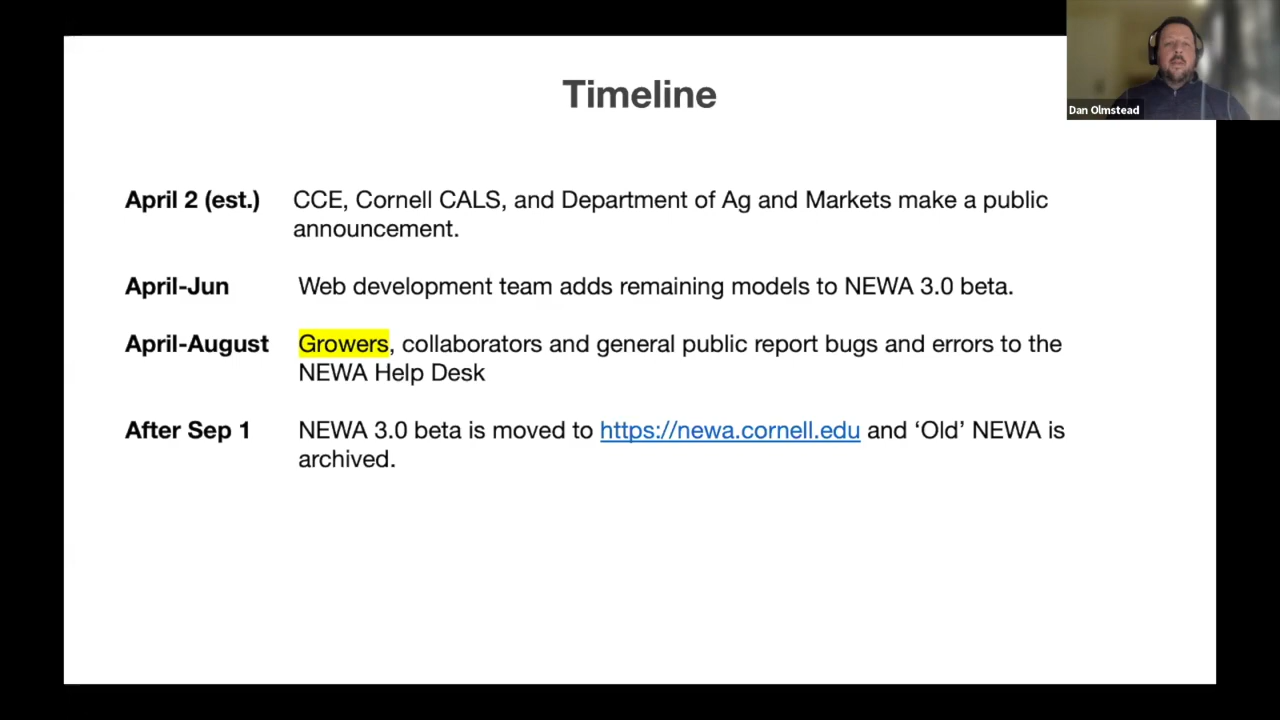 Timeline
Dan Olmstead
April 2 (est.) CCE, Cornell CALS, and Department of Ag and Markets make a public
announcement.
April-Jun Web development team adds remaining models to NEWA 3.0 beta.
April-August Growers, collaborators and general public report bugs and errors to the
NEWA Help Desk
After Sep 1 NEWA 3.0 beta is moved to https://newa.cornell.edu and ‘Old’ NEWA is
archived.